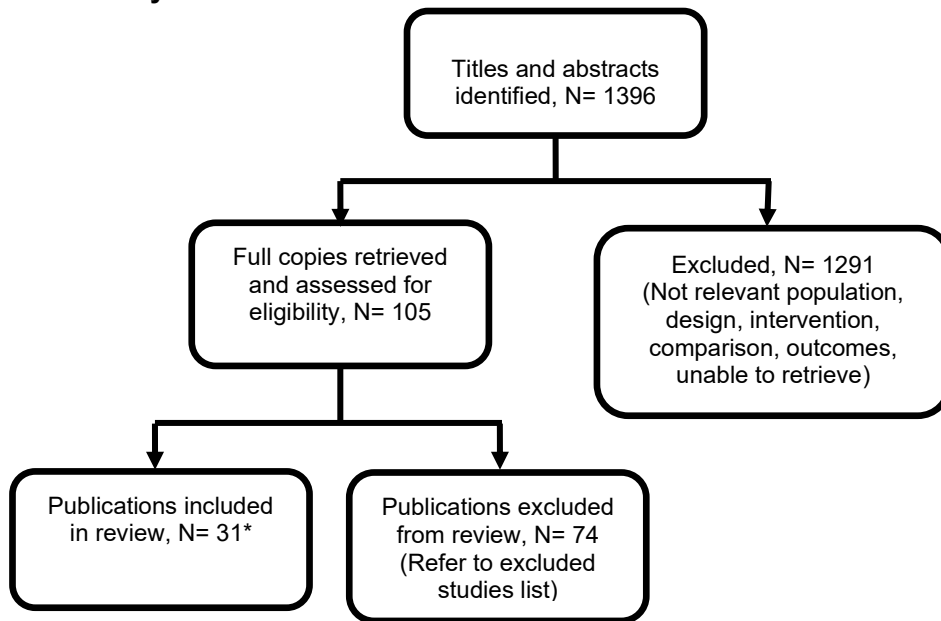 Titles and abstracts
identified, N= 1396
Full copies retrieved
and assessed for
eligibility, N= 105
Excluded, N= 1291
(Not relevant population,
design, intervention,
comparison, outcomes,
unable to retrieve)
Publications included
in review, N= 31*
Publications excluded
from review, N= 74
(Refer to excluded
studies list)